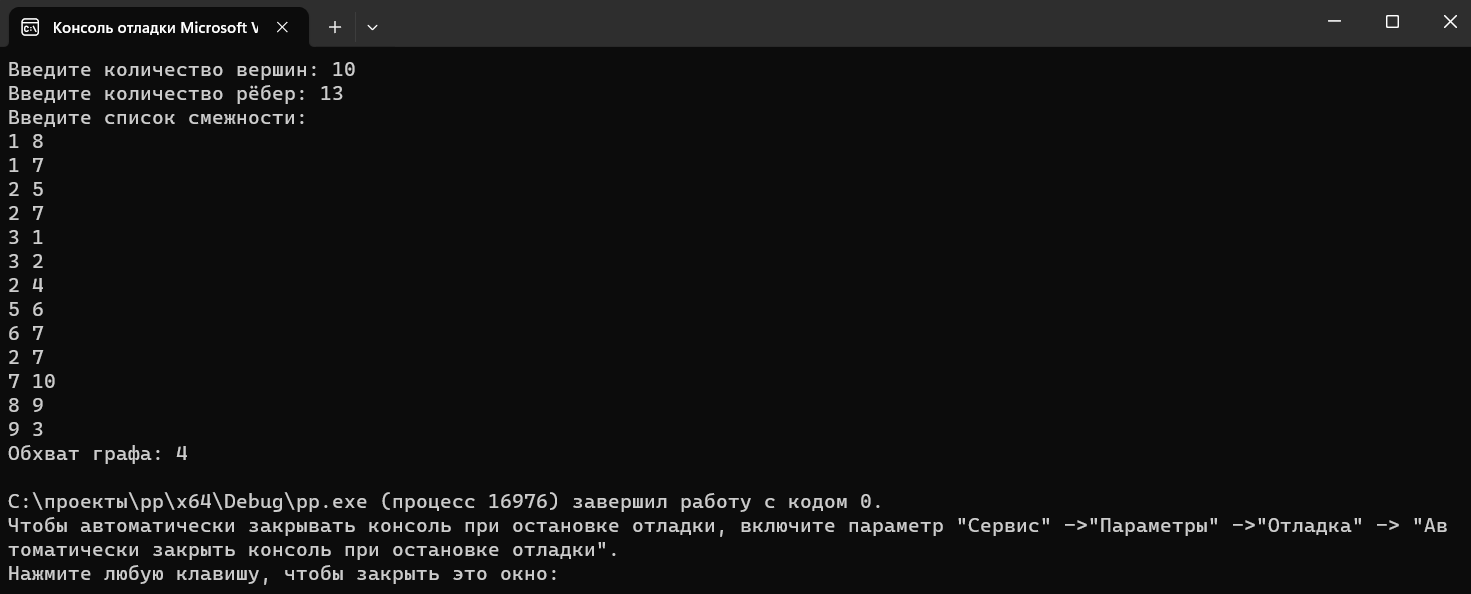 Консоль отладки Microsoft V
Введите количество вершин: 10
Введите количество рёбер: 13
Введите список смежности:
1 8
1 7
2 5
2 7
3 1
3 2
2 4
5 6
6 7
2 7
7 10
8 9
9 3
Обхват графа: 4
C:\проекты\pp\x64\Debug\pp.exe (процесс 16976) завершил работу с кодом 0.
Чтобы автоматически закрывать консоль при остановке отладки, включите параметр "Сервис" ->"Параметры" ->"Отладка" -> "Ав
томатически закрыть консоль при остановке отладки".
Нажмите любую клавишу, чтобы закрыть это окно: